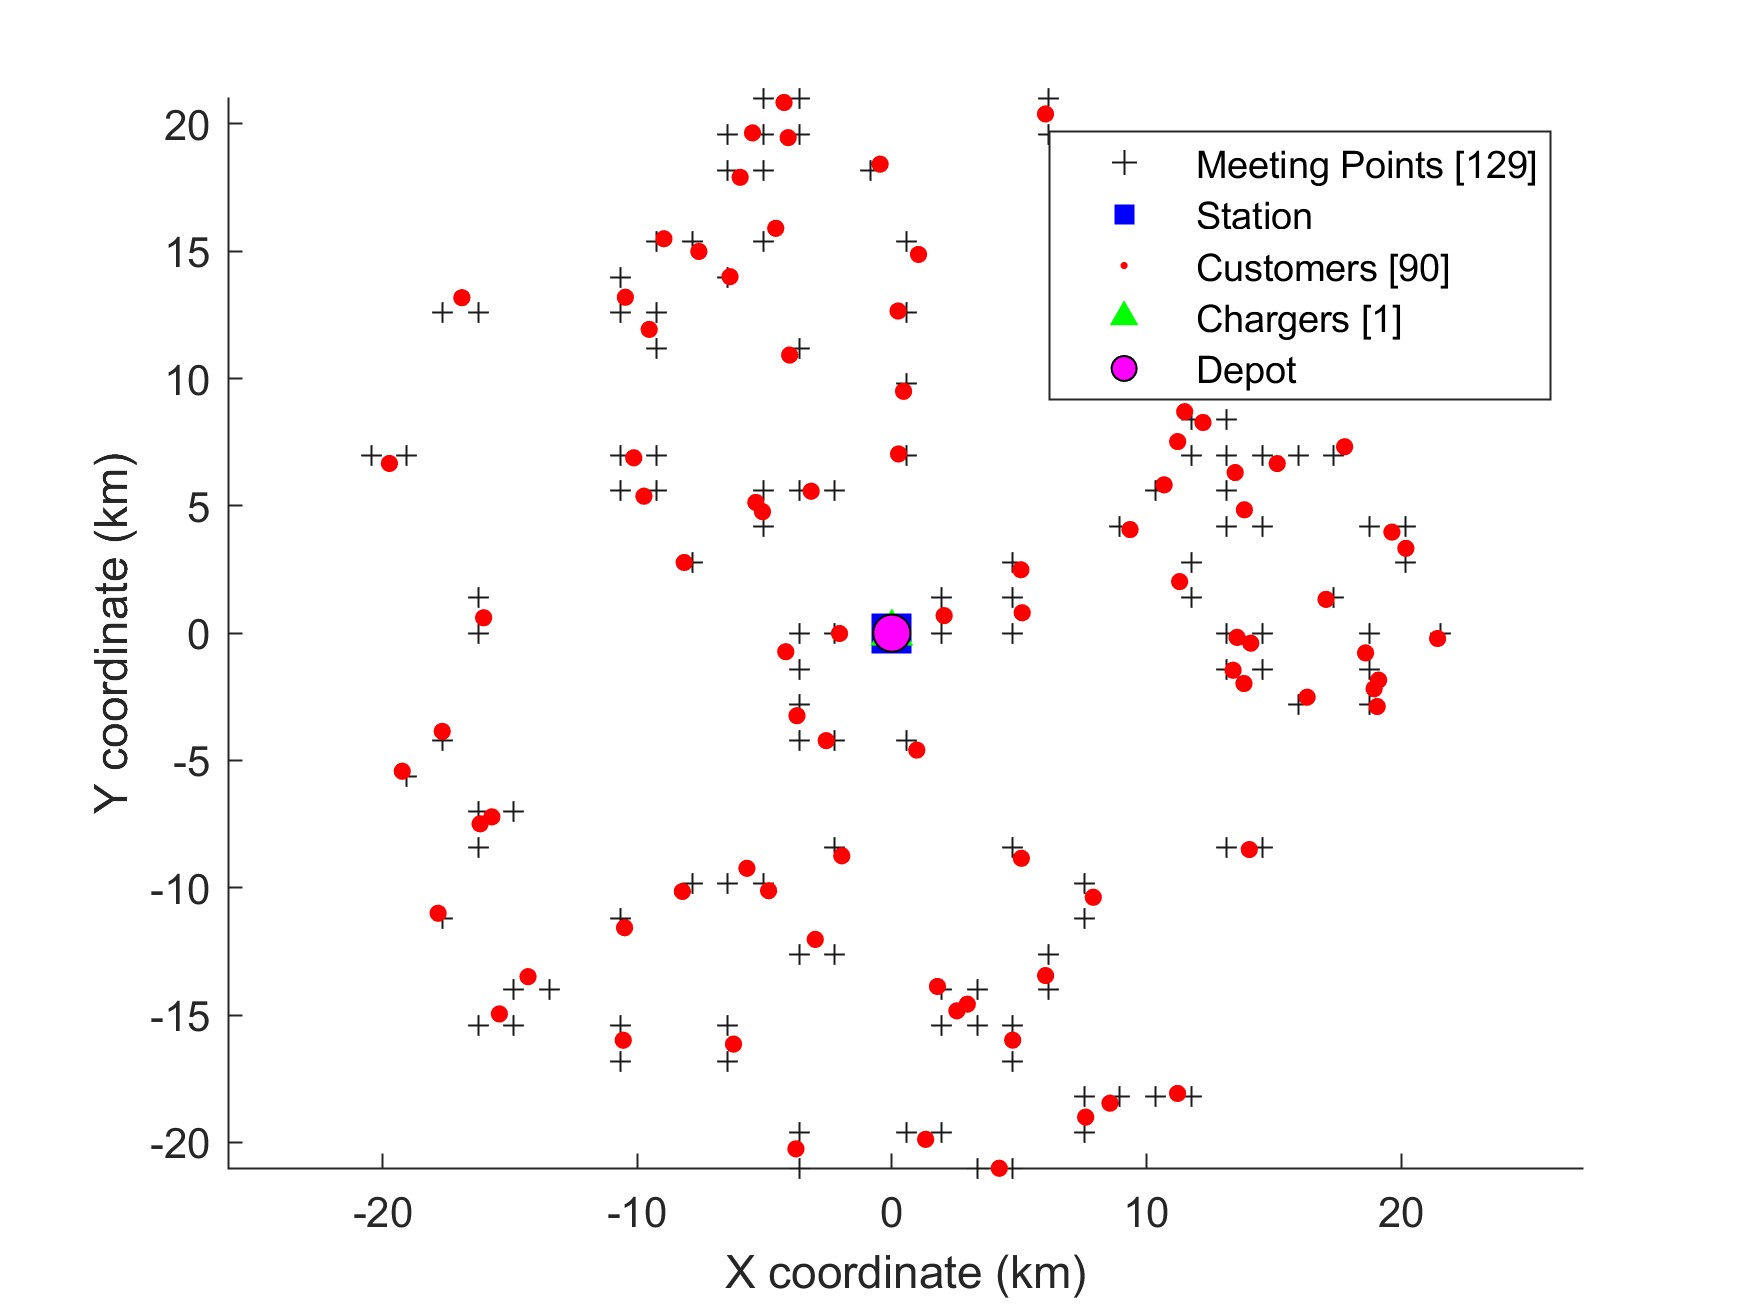 20
15
10
5
0
-5
-10
-15
-20
Y coordinate (km)
Meeting Points [129]
Station
Customers [90]
Chargers [1]
Depot
-20 -10 0 10 20
X coordinate (km)